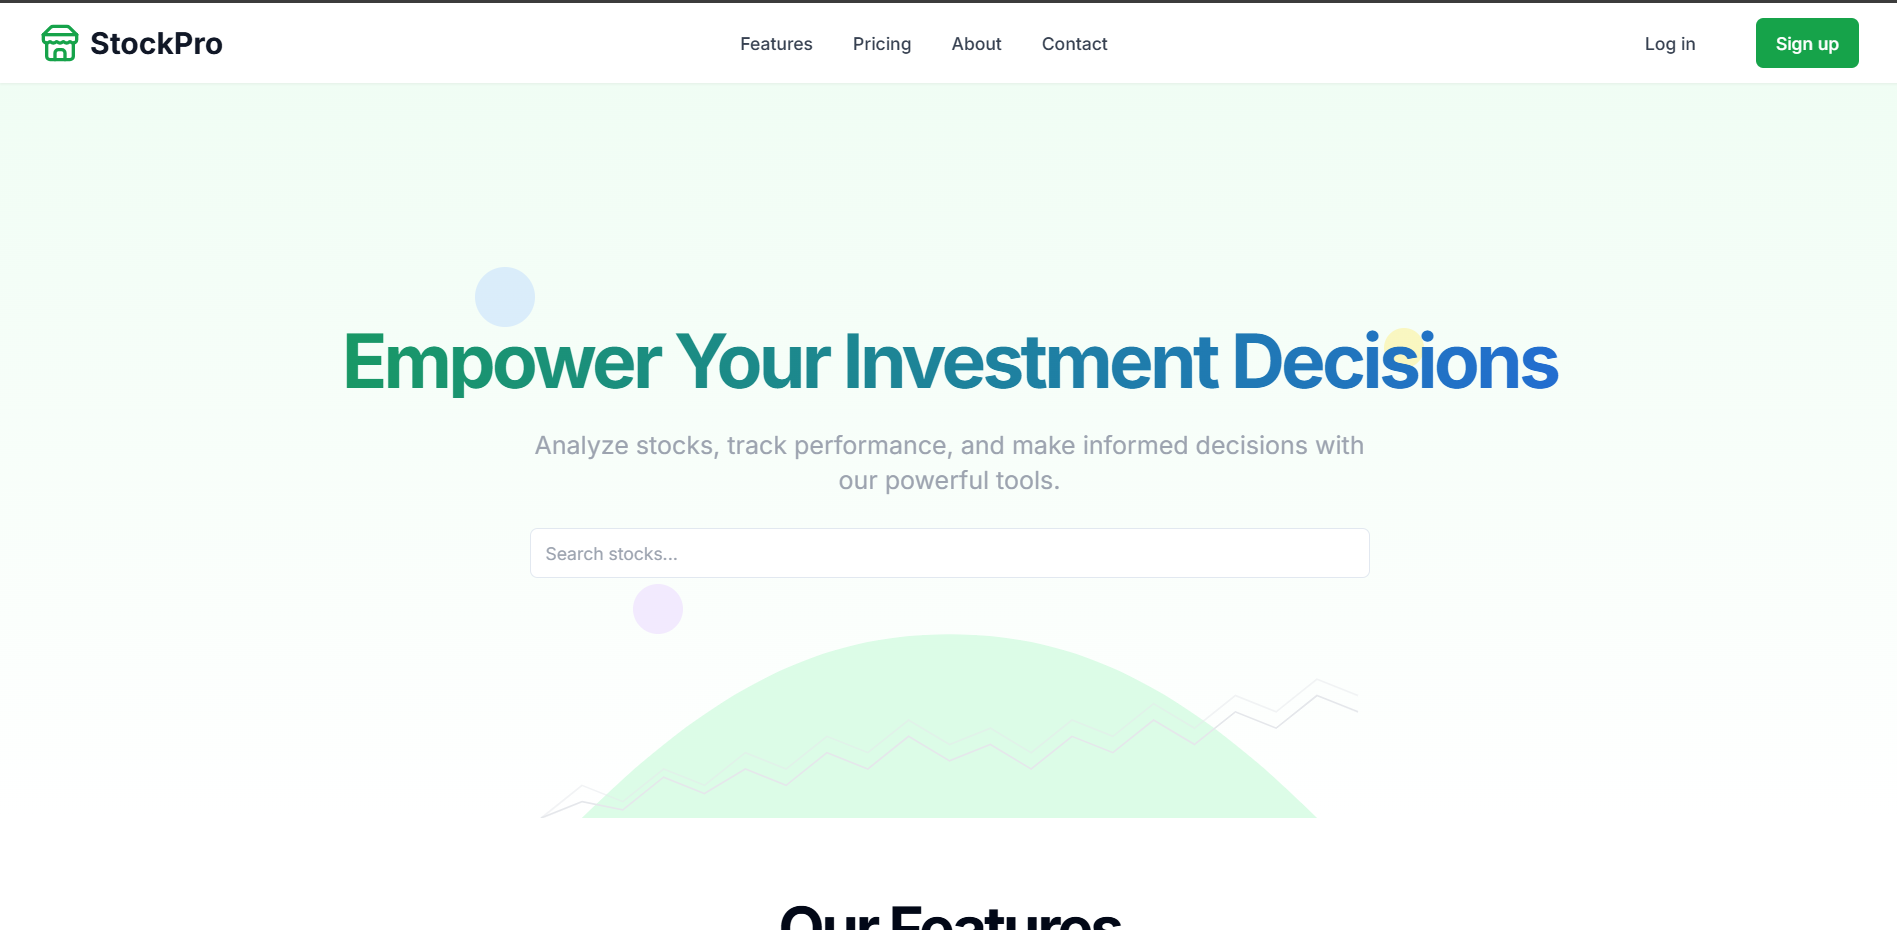 StockPro
Features
Pricing
About
Contact
Log in
Sign up
Empower Your Investment Decisions
Analyze stocks, track performance, and make informed decisions with
our powerful tools.
Search stocks...
Our Features